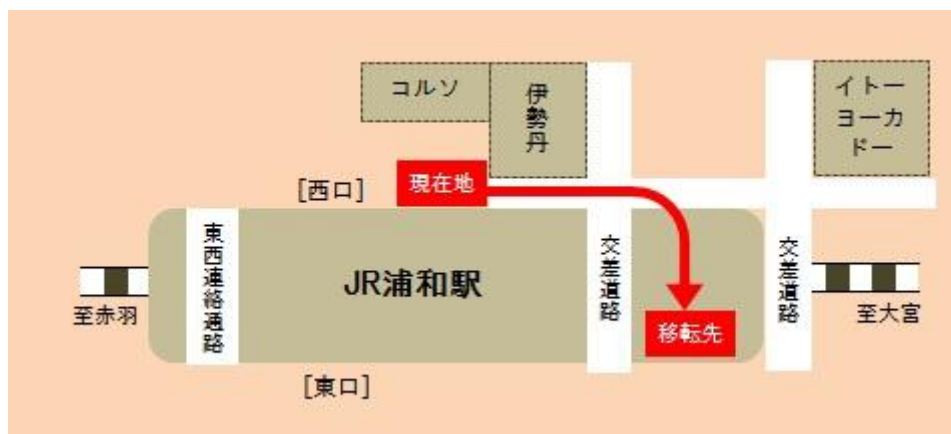 コルソ
伊勢丹
イトー
ヨーカ
ドー
[西口]
現在地
東西連絡通路
JR浦和駅
交差道路
交差道路
至赤羽
移転先
至大宮
[東口]